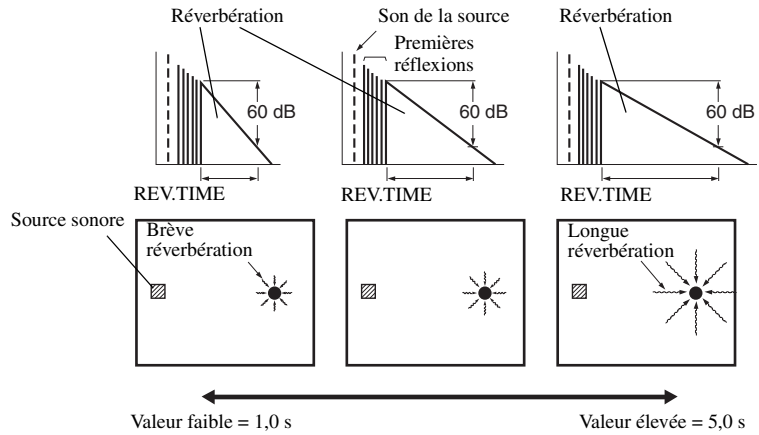 Réverbération
Son de la source
Réverbération
Premières
réflexions
60 dB
60 dB
60 dB
REV.TIME
REV.TIME
REV.TIME
Source sonore
Brève
réverbération
Longue
réverbération
Valeur faible = 1,0 s
Valeur élevée = 5,0 s